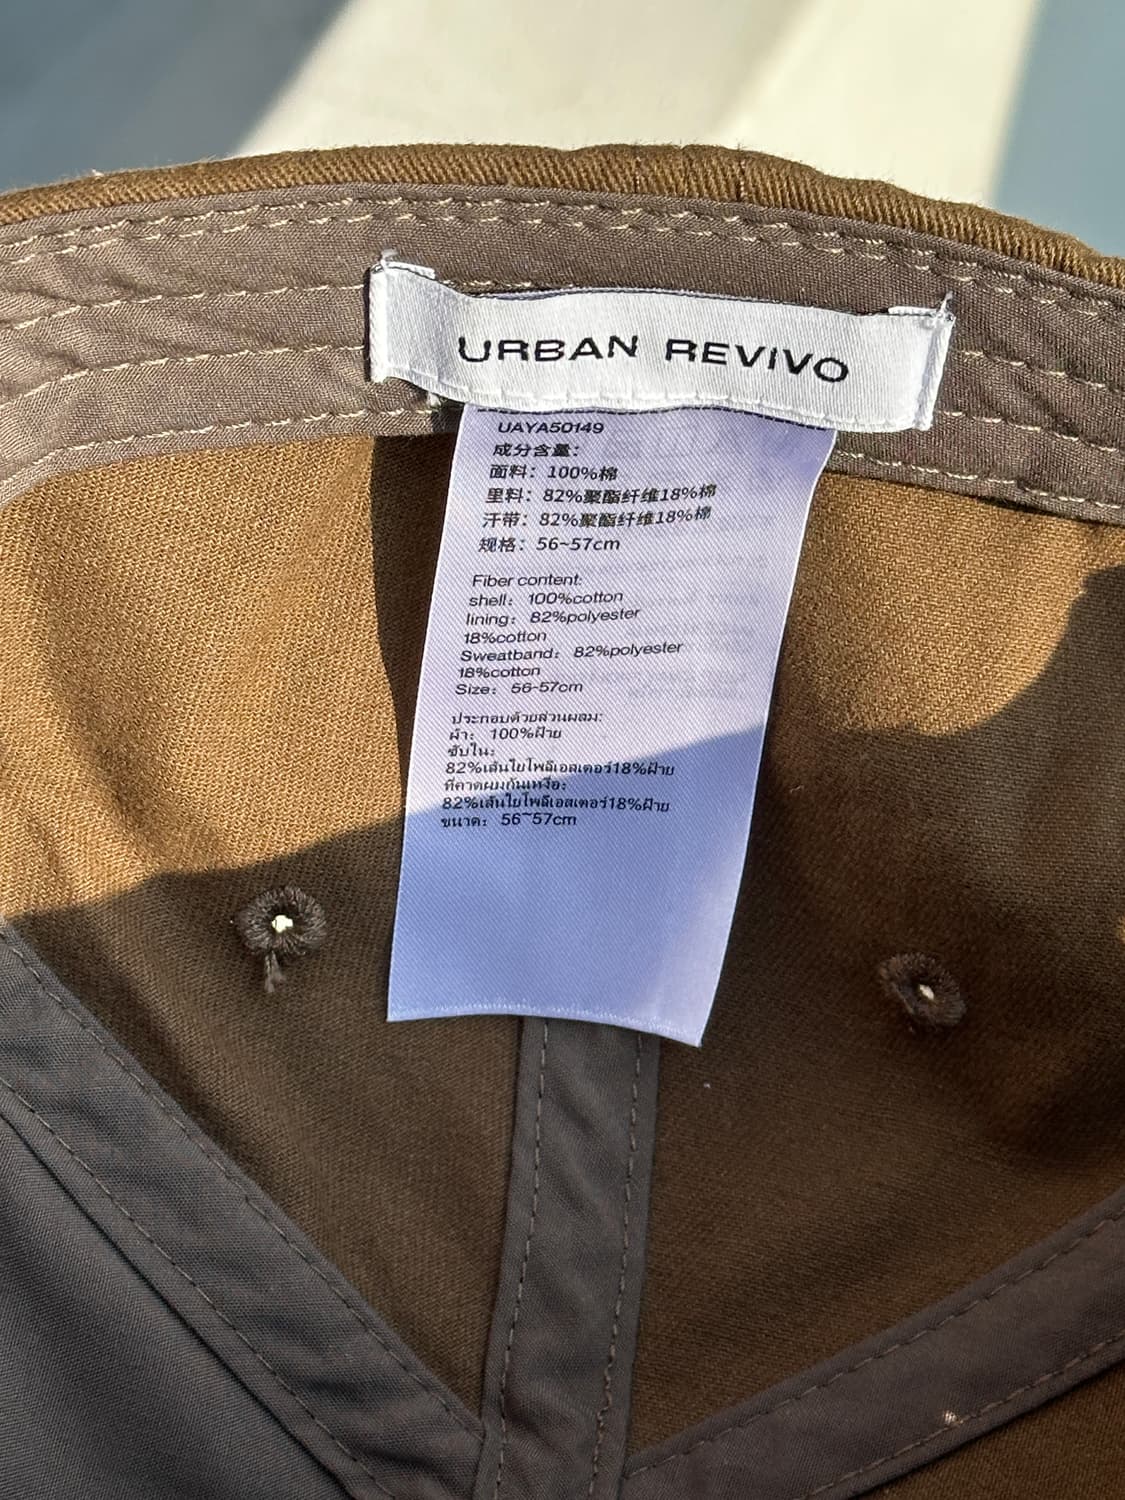 URBAN REVIVO
UAYA50149
成分含量：
面料：100%棉
里料：82%聚酯纤维18%棉
汗带：82%聚酯纤维18%棉
规格：56~57cm
Fiber content:
shell：100%cotton
lining：82%polyester
18%cotton
Sweatband：82%polyester
18%cotton
Size：56-57cm
ประกอบด้วยส่วนผสม:
ผ้า：100%ฝ้าย
ซับใน:
82%เส้นใยโพลีเอสเตอร์18%ฝ้าย
ที่คาดผมกันเหงื่อ:
82%เส้นใยโพลีเอสเตอร์18%ฝ้าย
ขนาด：56~57cm